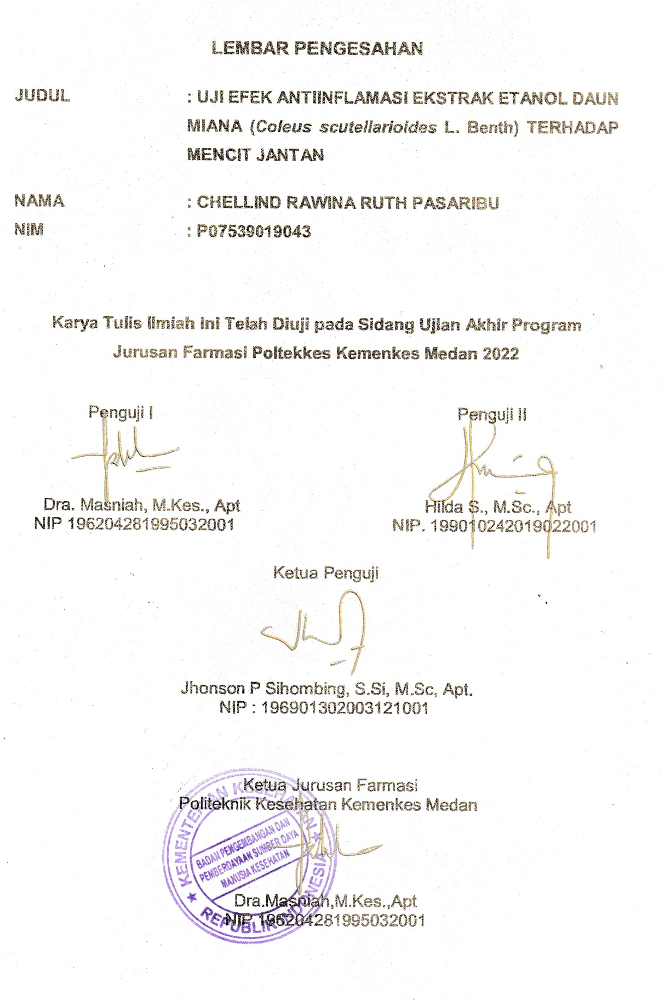 LEMBAR PENGESAHAN
JUDUL : UJI EFEK ANTIINFLAMASI EKSTRAK ETANOL DAUN
MIANA (Coleus scutellarioides L. Benth) TERHADAP
MENCIT JANTAN
NAMA : CHELLIND RAWINA RUTH PASARIBU
NIM : P07539019043
Karya Tulis Ilmiah ini Telah Diuji pada Sidang Ujian Akhir Program
Jurusan Farmasi Poltekkes Kemenkes Medan 2022
Penguji I
Dra. Masniah, M.Kes., Apt
NIP 196204281995032001
Penguji II
Hilda S., M.Sc., Apt
NIP. 199010242019022001
Ketua Penguji
Jhonson P Sihombing, S.Si, M.Sc, Apt.
NIP : 196901302003121001
Ketua Jurusan Farmasi
Politeknik Kesehatan Kemenkes Medan
KEMENTERIAN KESEHATAN
BADAN PENGEMBANGAN DAN
PEMBERDAYAAN SUMBER DAYA
MANUSIA KESEHATAN
REPUBLIK INDONESIA
Dra.Masniah,M.Kes.,Apt
NIP 196204281995032001